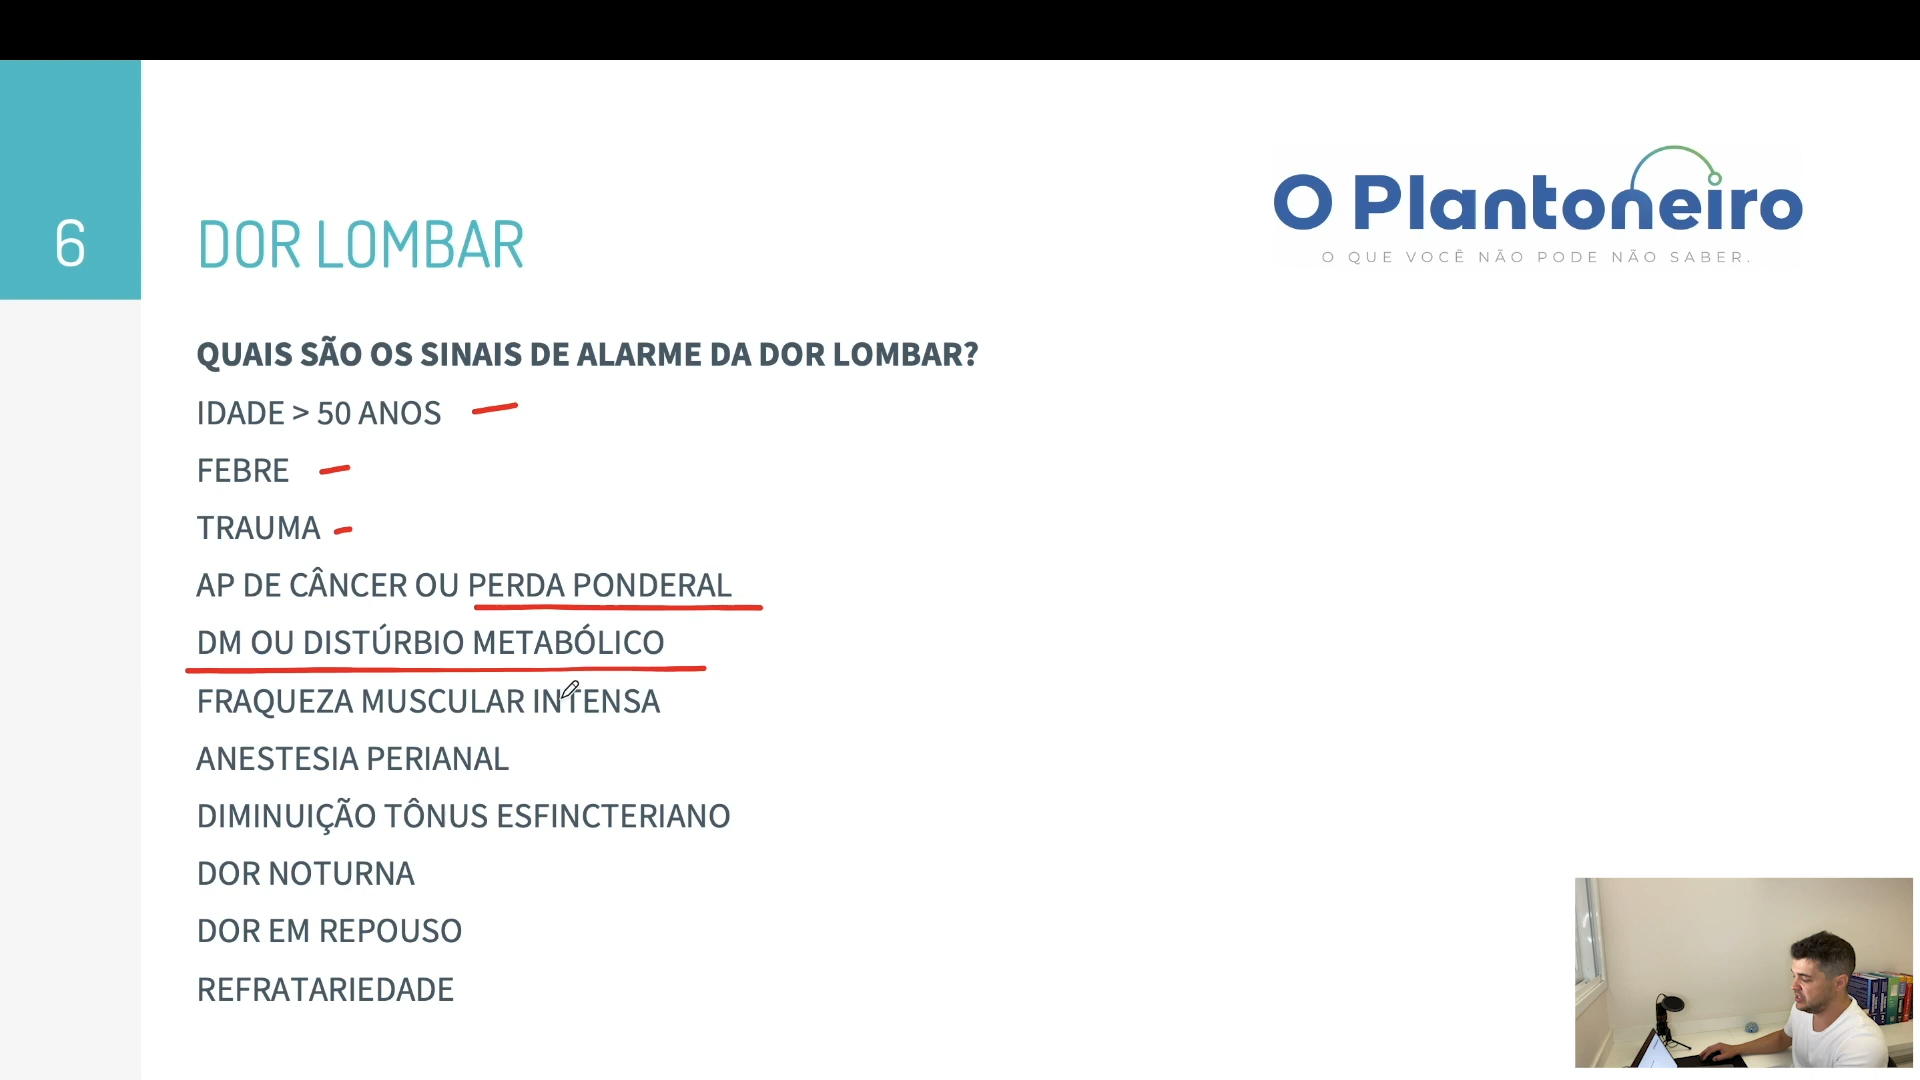 O Plantoneiro
O QUE VOCÊ NÃO PODE NÃO SABER.
6
DOR LOMBAR
QUAIS SÃO OS SINAIS DE ALARME DA DOR LOMBAR?
IDADE > 50 ANOS
FEBRE
TRAUMA
AP DE CÂNCER OU PERDA PONDERAL
DM OU DISTÚRBIO METABÓLICO
FRAQUEZA MUSCULAR INTENSA
ANESTESIA PERIANAL
DIMINUIÇÃO TÔNUS ESFINCTERIANO
DOR NOTURNA
DOR EM REPOUSO
REFRATARIEDADE